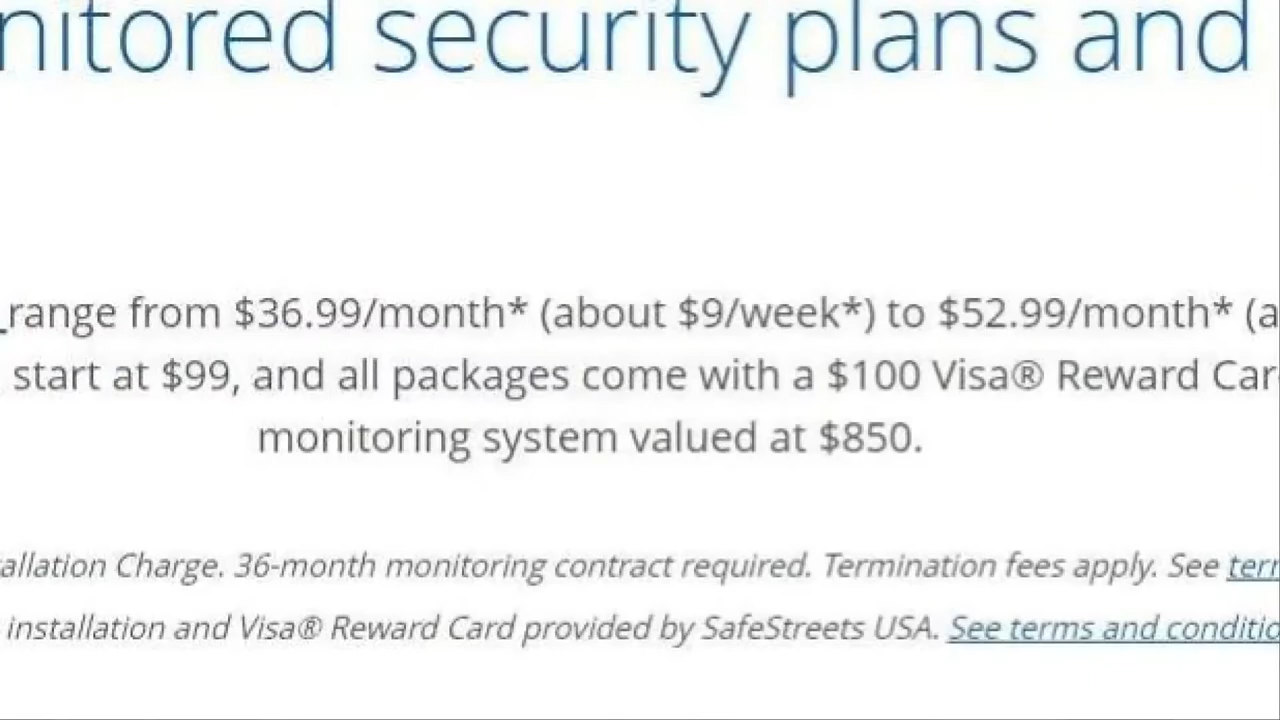 nitored security plans and
range from $36.99/month* (about $9/week*) to $52.99/month* (a
start at $99, and all packages come with a $100 Visa® Reward Car
monitoring system valued at $850.
allation Charge. 36-month monitoring contract required. Termination fees apply. See term
installation and Visa® Reward Card provided by SafeStreets USA. See terms and conditio